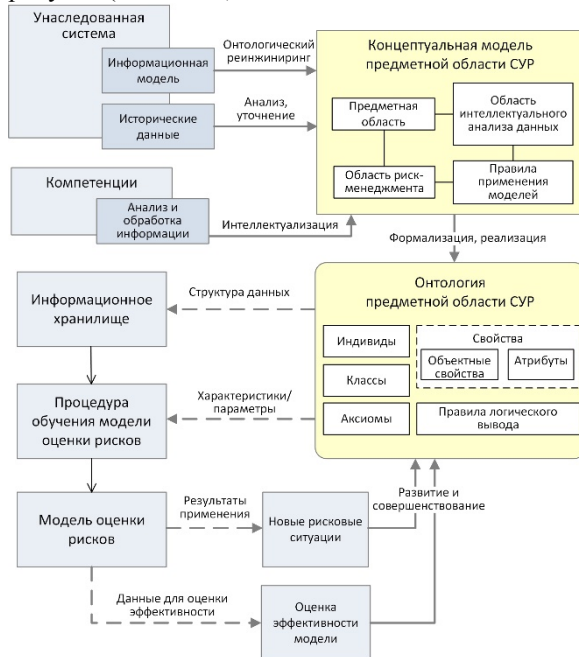 Унаследованная
система
Информационная
модель
Исторические
данные
Онтологический
реинжиниринг
Анализ,
уточнение
Концептуальная модель
предметной области СУР
Предметная
область
Область
интеллектуального
анализа данных
Область риск-
менеджмента
Правила
применения
моделей
Компетенции
Анализ и
обработка
информации
Интеллектуализация
Формализация, реализация
Информационное
хранилище
Структура данных
Онтология
предметной области СУР
Индивиды
Классы
Аксиомы
Свойства
Объектные
свойства
Атрибуты
Правила логического
вывода
Процедура
обучения модели
оценки рисков
Характеристики/
параметры
Модель оценки
рисков
Результаты
применения
Новые рисковые
ситуации
Развитие и
совершенствование
Данные для оценки
эффективности
Оценка
эффективности
модели